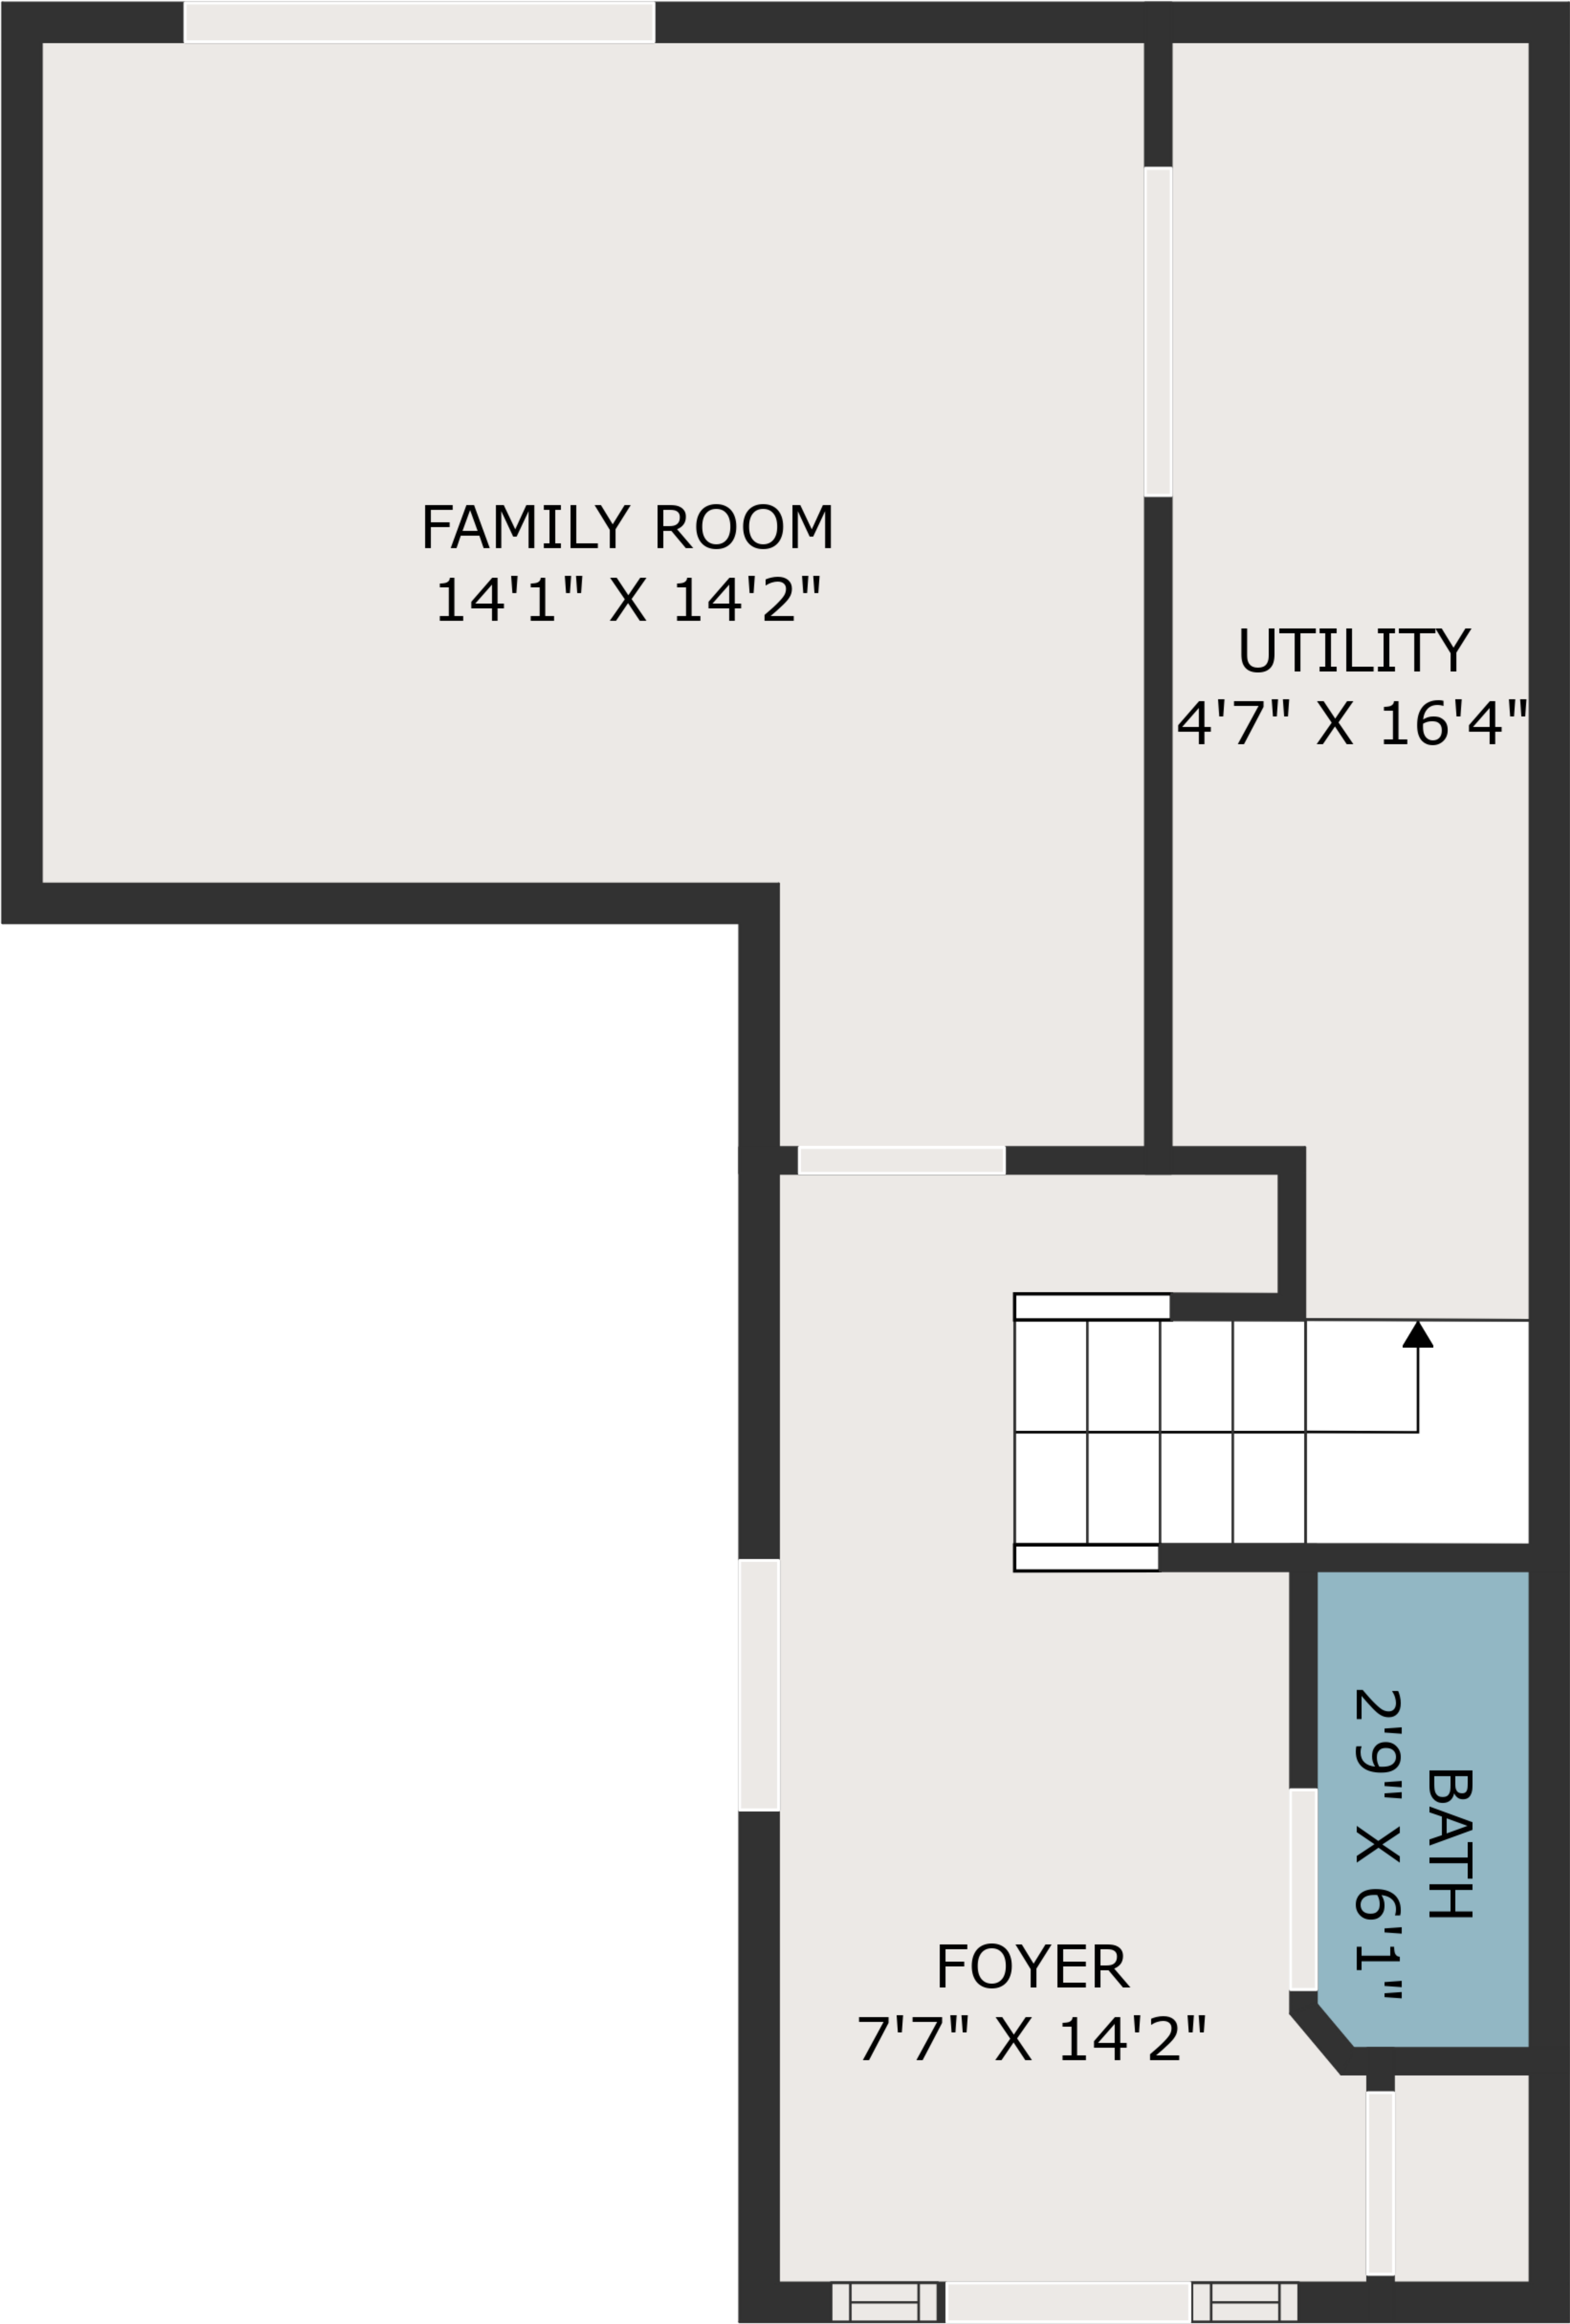 FAMILY ROOM
14'1" X 14'2"
UTILITY
4'7" X 16'4"
BATH
2'9" X 6'1"
FOYER
7'7" X 14'2"